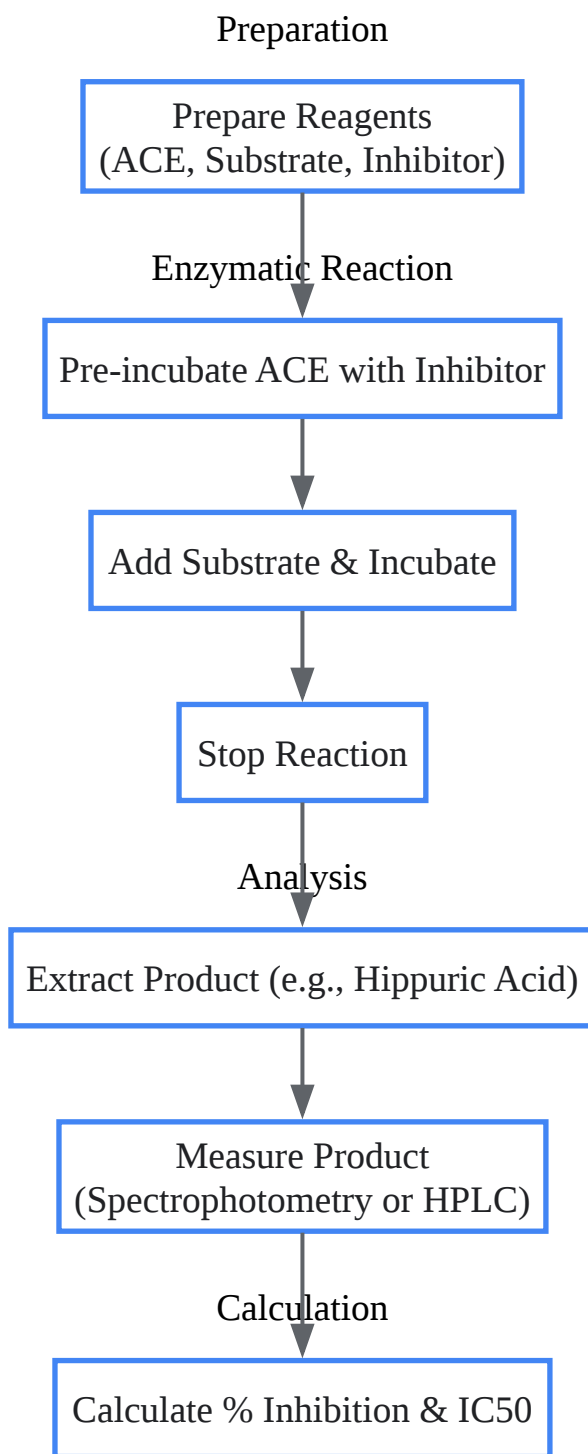 Preparation
Prepare Reagents
(ACE, Substrate, Inhibitor)
Enzymatic Reaction
Pre-incubate ACE with Inhibitor
Add Substrate & Incubate
Stop Reaction
Analysis
Extract Product (e.g., Hippuric Acid)
Measure Product
(Spectrophotometry or HPLC)
Calculation
Calculate % Inhibition & IC50